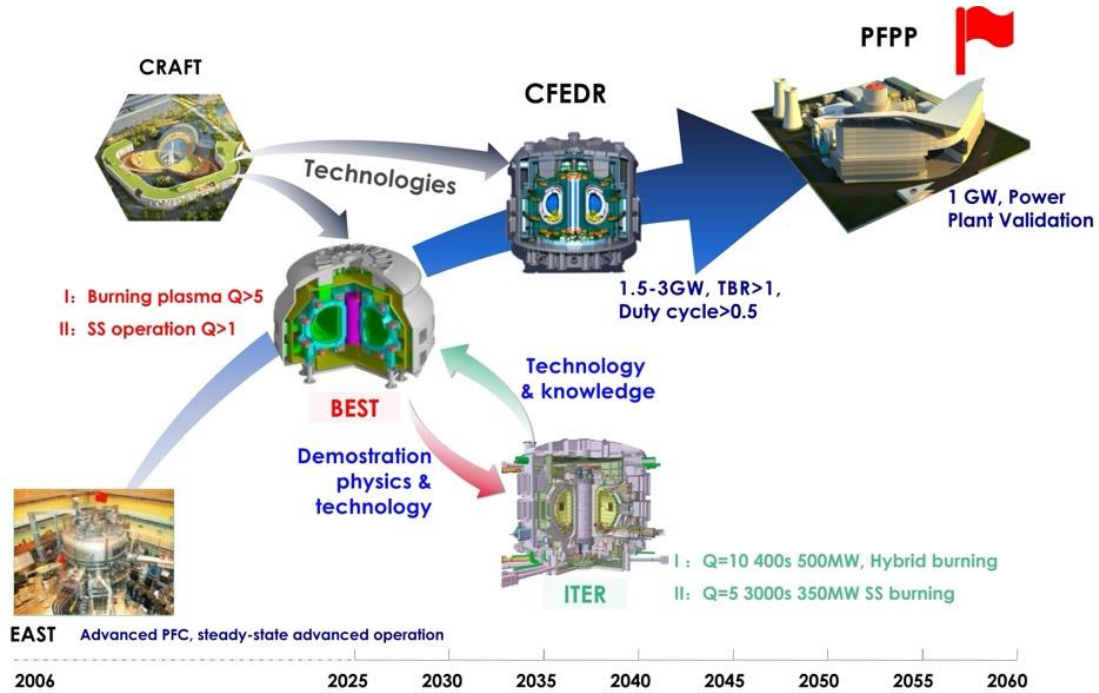 PFPP
CRAFT
CFEDR
Technologies
1 GW, Power
Plant Validation
I: Burning plasma Q>5
II: SS operation Q>1
1.5-3GW, TBR>1,
Duty cycle>0.5
Technology
& knowledge
BEST
Demostration
physics &
technology
I : Q=10 400s 500MW, Hybrid burning
II: Q=5 3000s 350MW SS burning
ITER
EAST Advanced PFC, steady-state advanced operation
2006 2025 2030 2035 2040 2045 2050 2055 2060